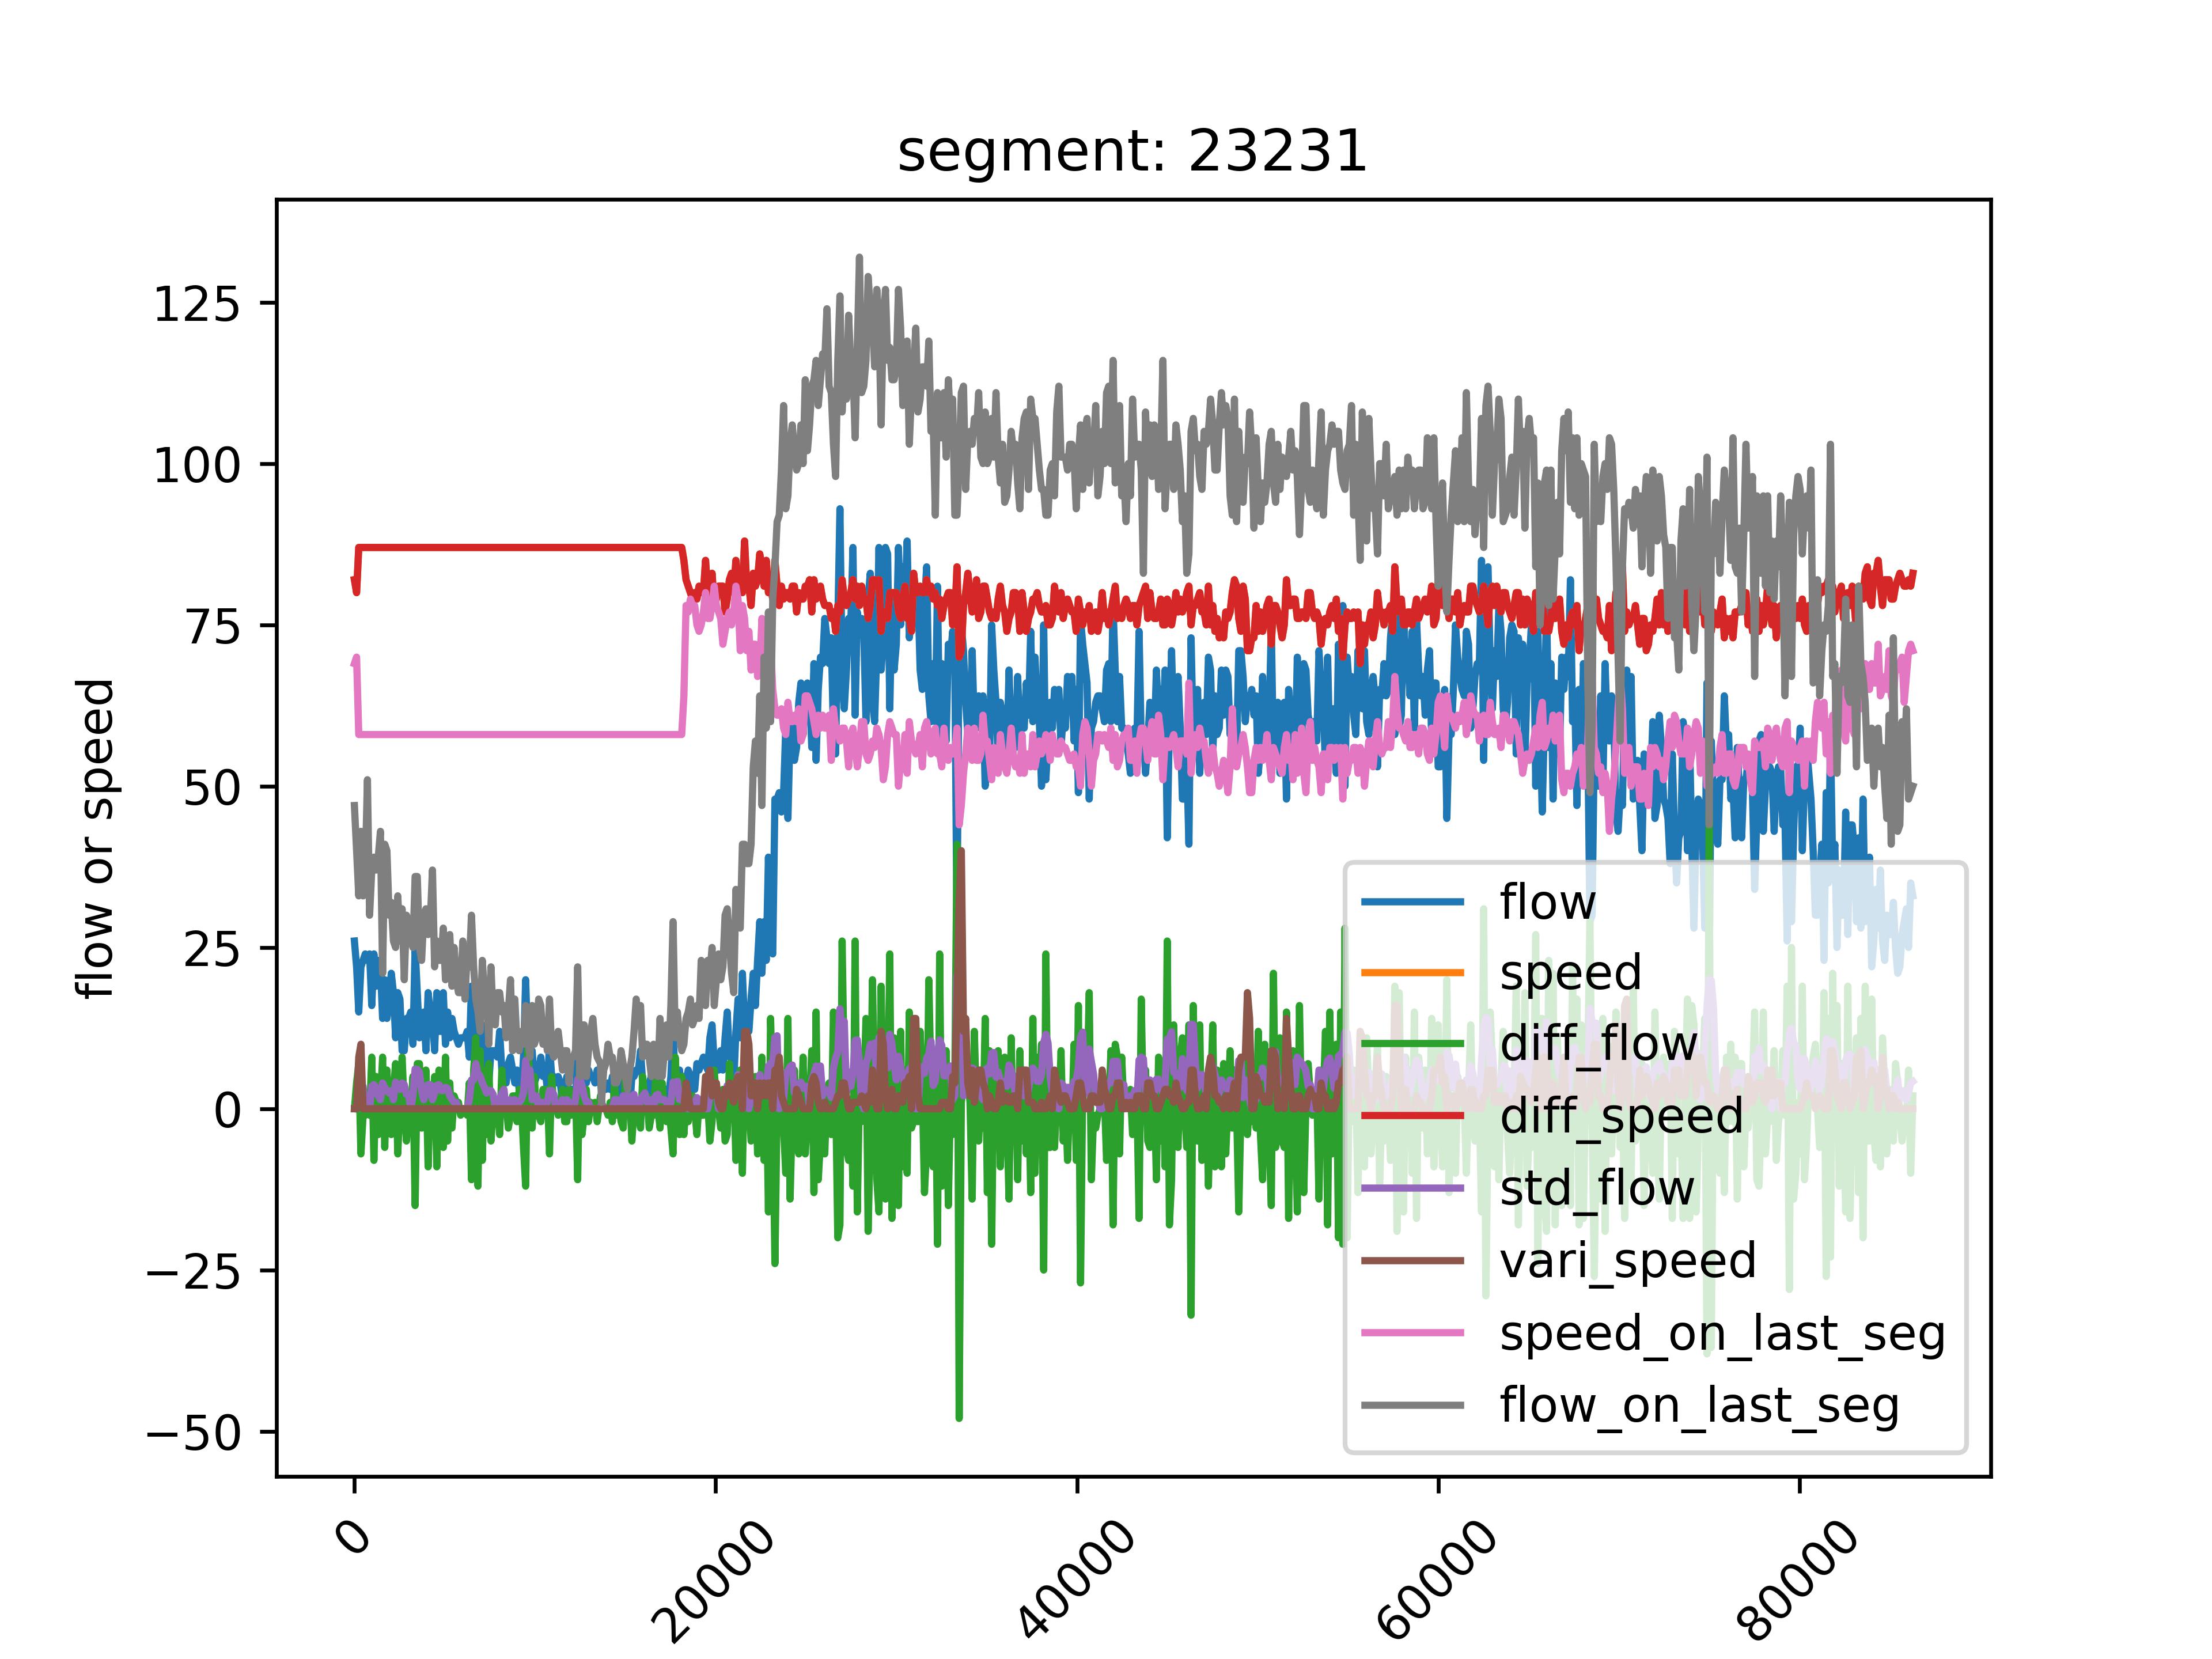 segment: 23231
flow or speed
125
100
75
50
25
0
−25
−50
0
20000
40000
60000
80000
flow
speed
diff_flow
diff_speed
std_flow
vari_speed
speed_on_last_seg
flow_on_last_seg